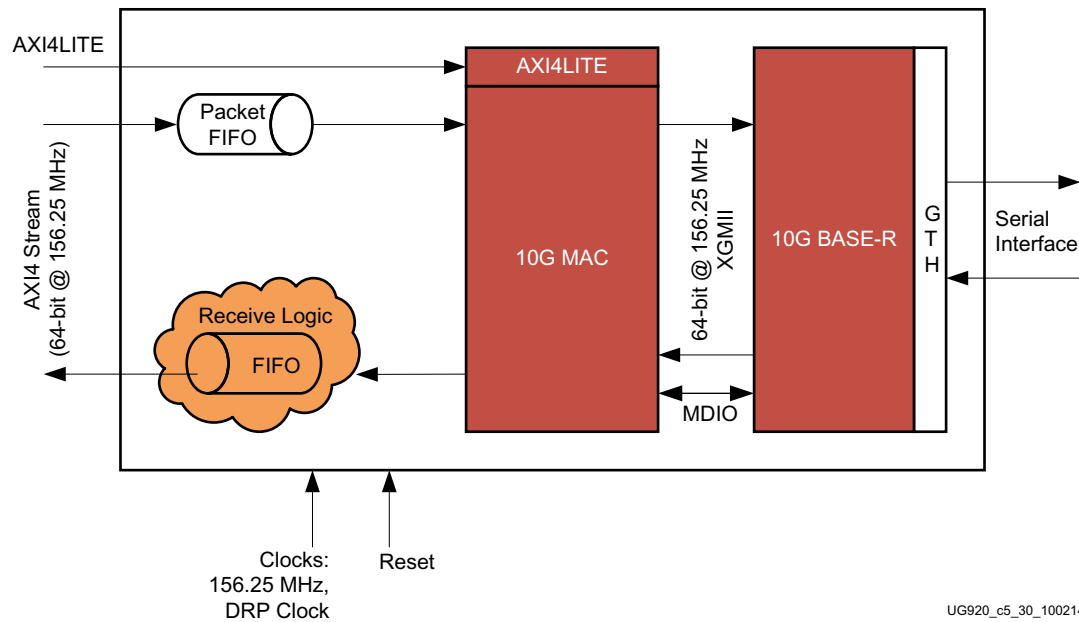 AXI4LITE
AXI4LITE
Packet
FIFO
AXI4 Stream
(64-bit @ 156.25 MHz)
10G MAC
64-bit @ 156.25 MHz
XGMII
10G BASE-R
G
T
H
Serial
Interface
Receive Logic
FIFO
MDIO
Clocks:
156.25 MHz,
DRP Clock
Reset
UG920_c5_30_100214